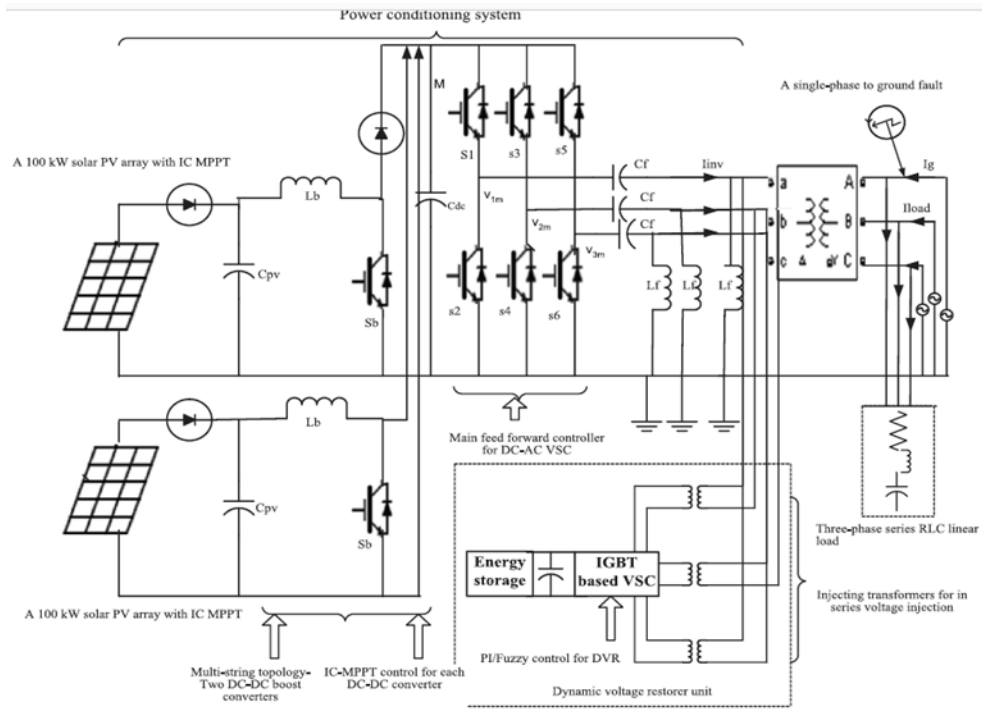 Power conditioning system
A single-phase to ground fault
M
S1
s3
s5
A 100 kW solar PV array with IC MPPT
Lb
Cf
Iinv
Ig
Cdc
V1m
Cf
a
A
Iload
V2m
Cf
b
B
V3m
c
Δ
Y
C
Cpv
Sb
s2
s4
s6
Lf
Lf
Lf
Lb
Main feed forward controller
for DC-AC VSC
Cpv
Sb
Three-phase series RLC linear
load
Energy
storage
IGBT
based VSC
Injecting transformers for in
series voltage injection
A 100 kW solar PV array with IC MPPT
PI/Fuzzy control for DVR
Multi-string topology-
Two DC-DC boost
converters
IC-MPPT control for each
DC-DC converter
Dynamic voltage restorer unit